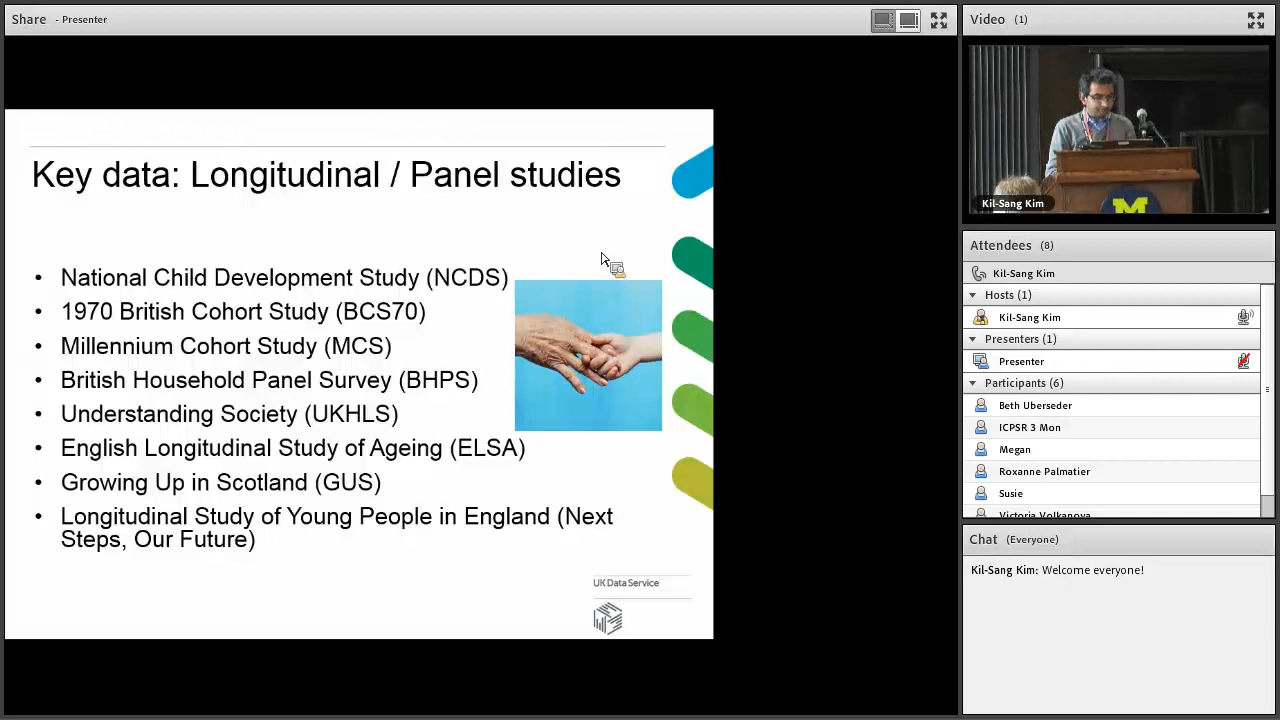 Share - Presenter
Key data: Longitudinal / Panel studies
• National Child Development Study (NCDS)
• 1970 British Cohort Study (BCS70)
• Millennium Cohort Study (MCS)
• British Household Panel Survey (BHPS)
• Understanding Society (UKHLS)
• English Longitudinal Study of Ageing (ELSA)
• Growing Up in Scotland (GUS)
• Longitudinal Study of Young People in England (Next
Steps, Our Future)
UK Data Service
Video (1)
M
Kil-Sang Kim
Attendees (8)
Kil-Sang Kim
Hosts (1)
Kil-Sang Kim
Presenters (1)
Presenter
Participants (6)
Beth Uberseder
ICPSR 3 Mon
Megan
Roxanne Palmatier
Susie
Victoria Volkanova
Chat (Everyone)
Kil-Sang Kim: Welcome everyone!